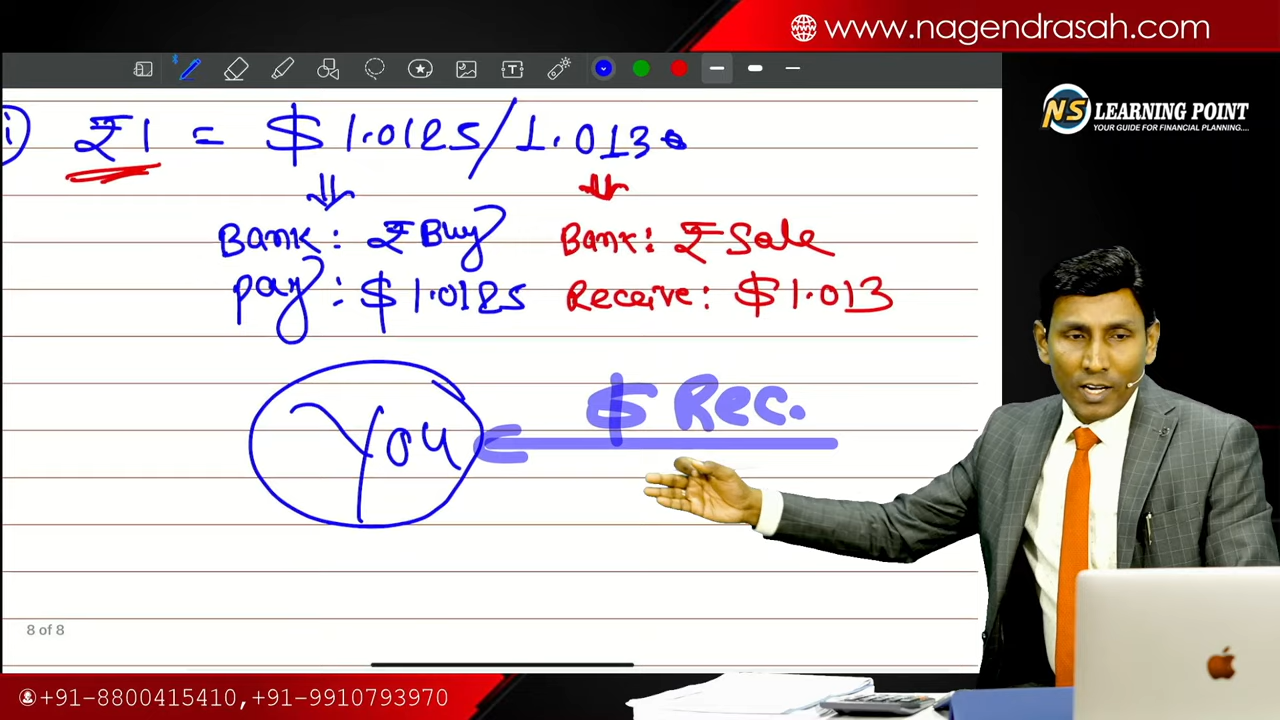 www.nagendrasah.com
NS LEARNING POINT
YOUR GUIDE FOR FINANCIAL PLANNING....
i) ₹1 = $1.0125/1.013
Bank: ₹ Buy
Pay: $1.0125
Bank: ₹ Sale
Receive: $1.013
You
$ Rec.
8 of 8
+91-8800415410,+91-9910793970